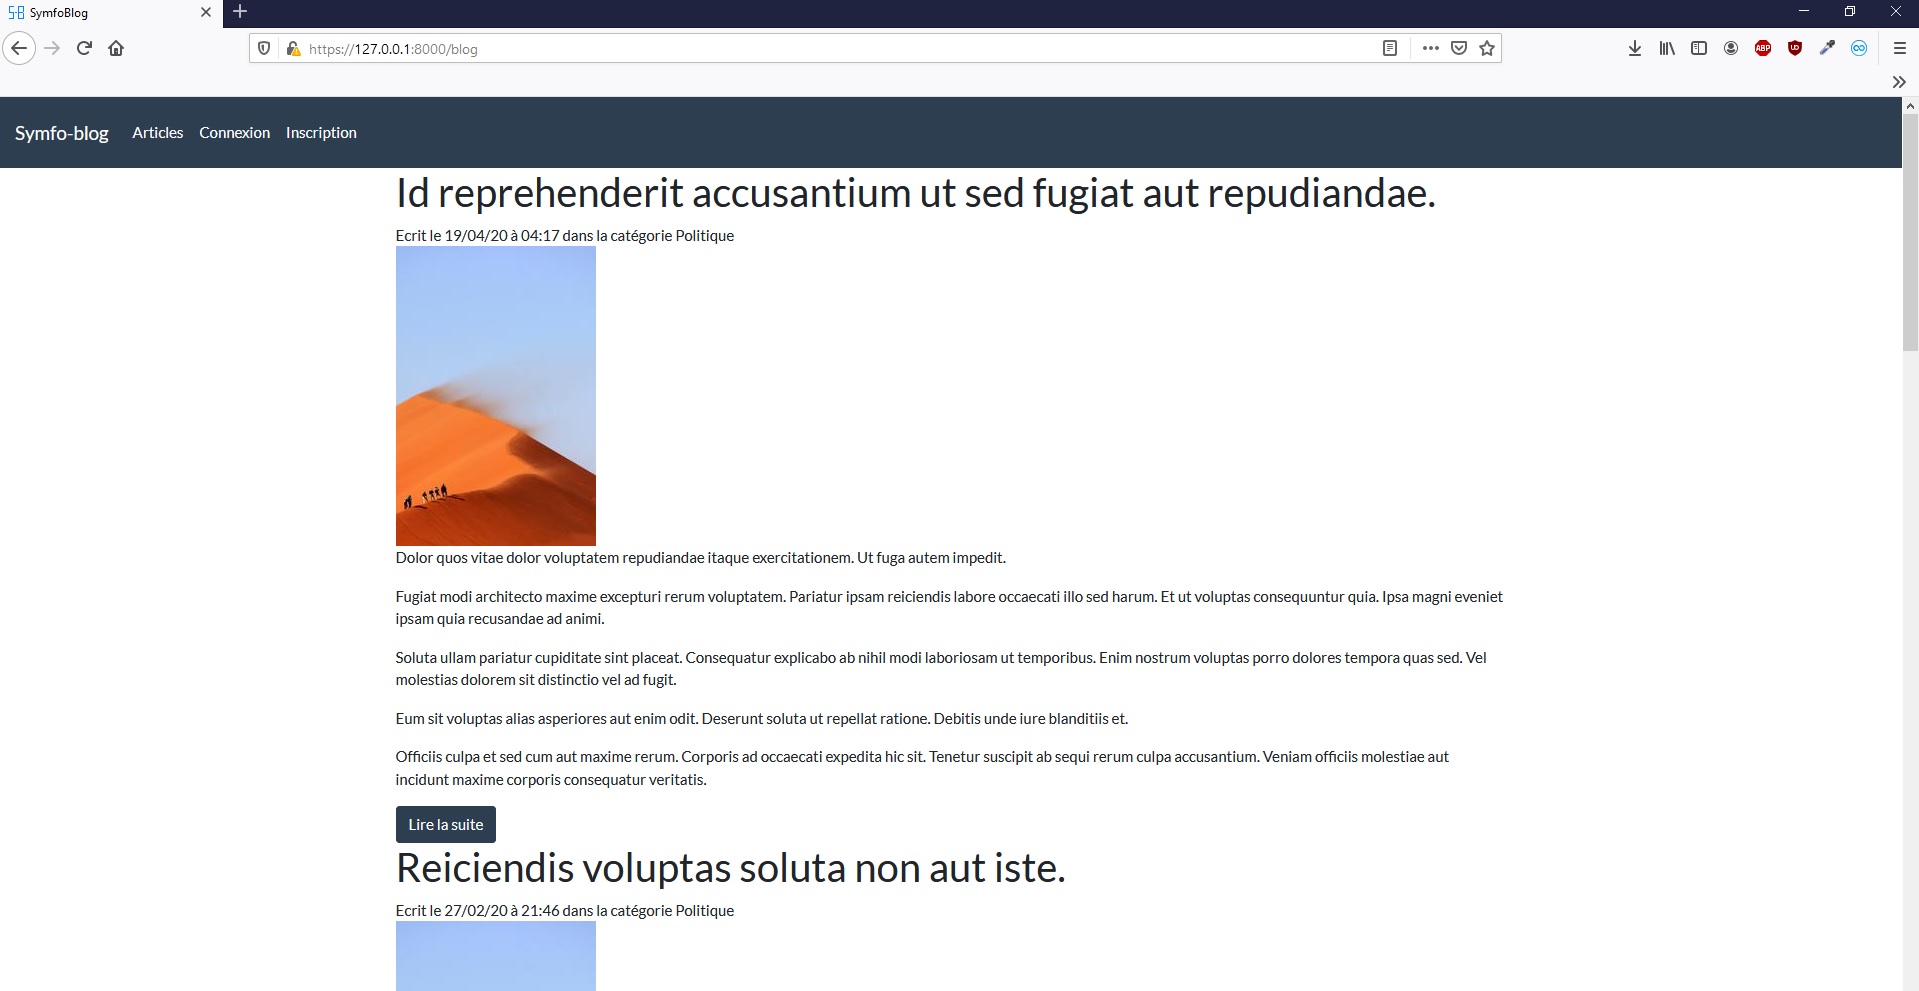 S-B SymfoBlog
https://127.0.0.1:8000/blog
ABP
UD
Symfo-blog Articles Connexion Inscription
Id reprehenderit accusantium ut sed fugiat aut repudiandae.
Ecrit le 19/04/20 à 04:17 dans la catégorie Politique
Dolor quos vitae dolor voluptatem repudiandae itaque exercitationem. Ut fuga autem impedit.
Fugiat modi architecto maxime excepturi rerum voluptatem. Pariatur ipsam reiciendis labore occaecati illo sed harum. Et ut voluptas consequuntur quia. Ipsa magni eveniet
ipsam quia recusandae ad animi.
Soluta ullam pariatur cupiditate sint placeat. Consequatur explicabo ab nihil modi laboriosam ut temporibus. Enim nostrum voluptas porro dolores tempora quas sed. Vel
molestias dolorem sit distinctio vel ad fugit.
Eum sit voluptas alias asperiores aut enim odit. Deserunt soluta ut repellat ratione. Debitis unde iure blanditiis et.
Officiis culpa et sed cum aut maxime rerum. Corporis ad occaecati expedita hic sit. Tenetur suscipit ab sequi rerum culpa accusantium. Veniam officiis molestiae aut
incidunt maxime corporis consequatur veritatis.
Lire la suite
Reiciendis voluptas soluta non aut iste.
Ecrit le 27/02/20 à 21:46 dans la catégorie Politique